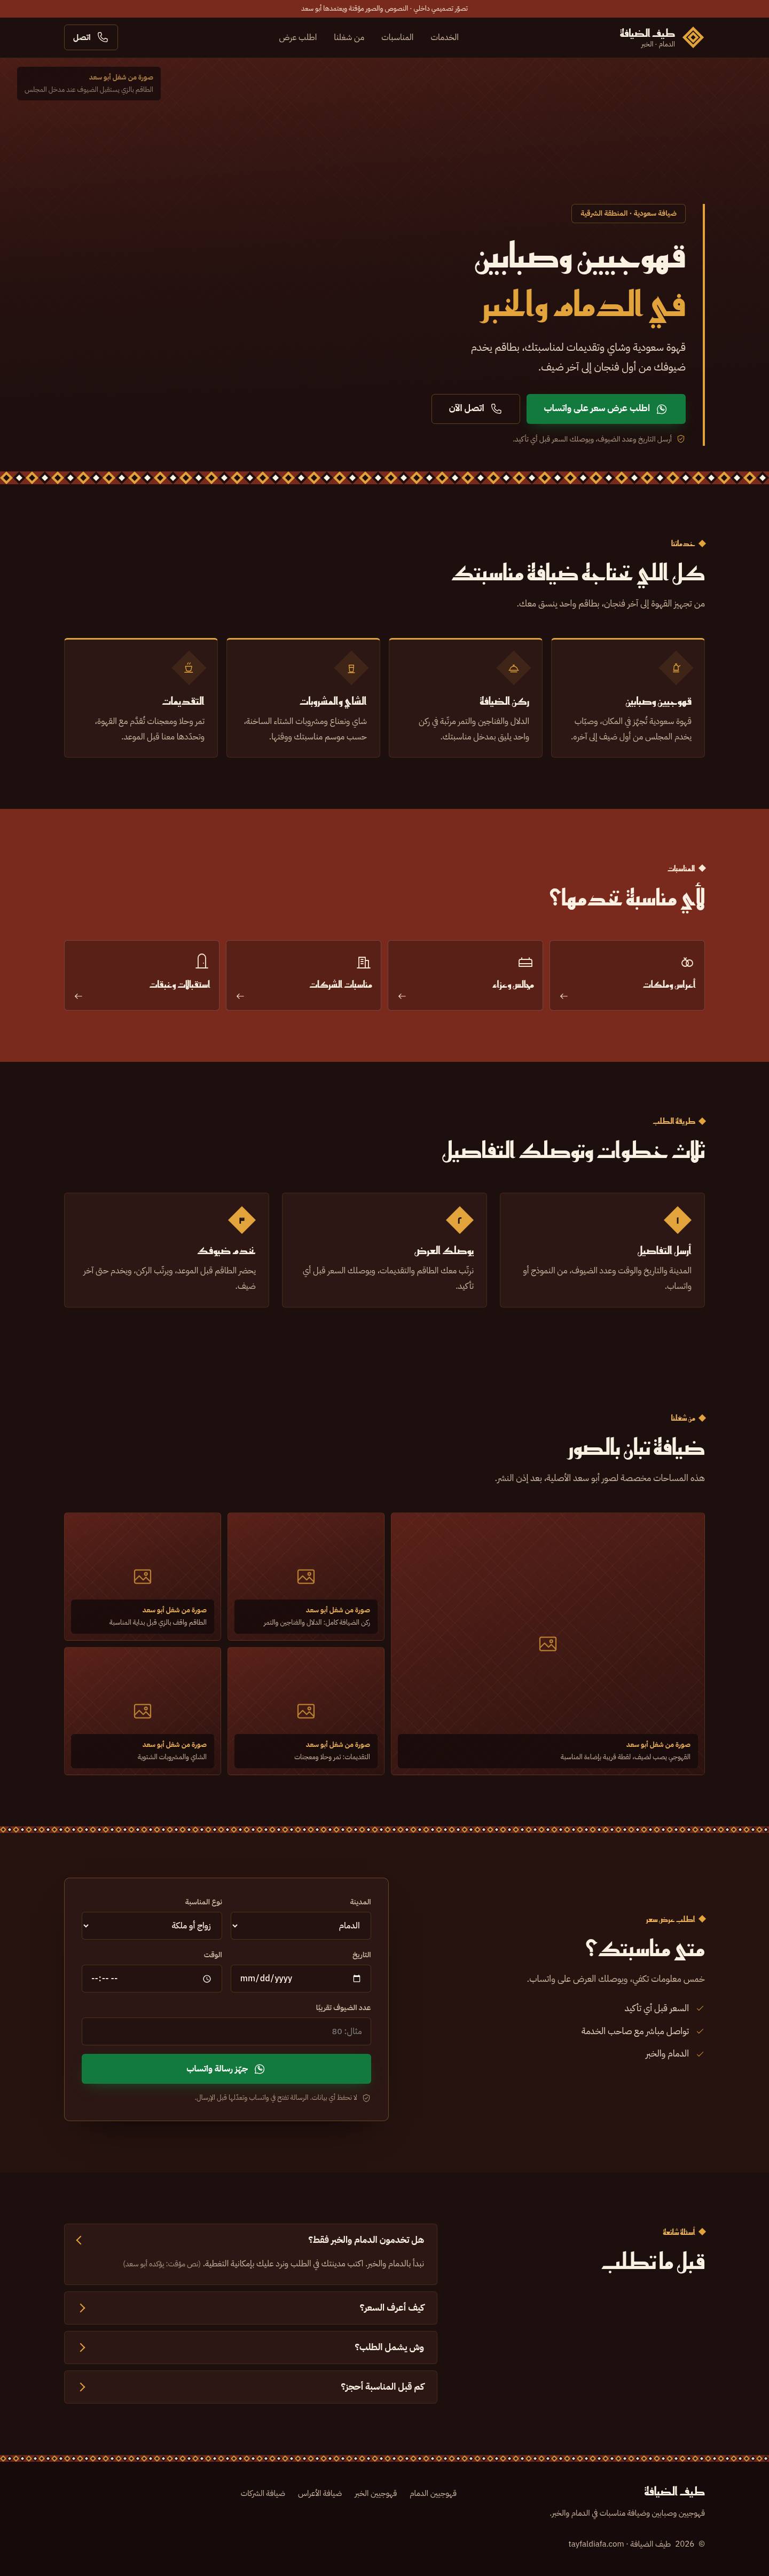 تصوّر تصميمي داخلي · النصوص والصور مؤقتة ويعتمدها أبو سعد
طيف الضيافة
الدمام · الخبر
الخدمات
المناسبات
من شغلنا
اطلب عرض
اتصل
صورة من شغل أبو سعد
الطاقم بالزي يستقبل الضيوف عند مدخل المجلس
ضيافة سعودية · المنطقة الشرقية
قهوجيين وصبابين
في الدمام والخبر
قهوة سعودية وشاي وتقديمات لمناسبتك، بطاقم يخدم
ضيوفك من أول فنجان إلى آخر ضيف.
اطلب عرض سعر على واتساب
اتصل الآن
أرسل التاريخ وعدد الضيوف، ويوصلك السعر قبل أي تأكيد.
خدماتنا
كل اللي تحتاجه ضيافة مناسبتك
من تجهيز القهوة إلى آخر فنجان، بطاقم واحد ينسق معك.
قهوجيين وصبابين
قهوة سعودية تُجهّز في المكان، وصبّاب
يخدم المجلس من أول ضيف إلى آخره.
ركن الضيافة
الدلال والفناجين والتمر مرتّبة في ركن
واحد يليق بمدخل مناسبتك.
الشاي والمشروبات
شاي ونعناع ومشروبات الشتاء الساخنة،
حسب موسم مناسبتك ووقتها.
التقديمات
تمر وحلا ومعجنات تُقدَّم مع القهوة،
وتحدّدها معنا قبل الموعد.
المناسبات
لأي مناسبة نخدمها؟
أعراس وملكات
مجالس وعزاء
مناسبات الشركات
استقبالات وخيفات
طريقة الطلب
ثلاث خطوات وتوصلك التفاصيل
١
أرسل التفاصيل
المدينة والتاريخ والوقت وعدد الضيوف، من النموذج أو
واتساب.
٢
يوصلك العرض
نرتّب معك الطاقم والتقديمات، ويوصلك السعر قبل أي
تأكيد.
٣
نخدم ضيوفك
يحضر الطاقم قبل الموعد، ويرتّب الركن، ويخدم حتى آخر
ضيف.
من شغلنا
ضيافة تبان بالصور
هذه المساحات مخصصة لصور أبو سعد الأصلية، بعد إذن النشر.
صورة من شغل أبو سعد
القهوجي يصب لضيف، لقطة قريبة بإضاءة المناسبة
صورة من شغل أبو سعد
ركن الضيافة كامل: الدلال والفناجين والتمر
صورة من شغل أبو سعد
الطاقم واقف بالزي قبل بداية المناسبة
صورة من شغل أبو سعد
التقديمات: تمر وحلا ومعجنات
صورة من شغل أبو سعد
الشاي والمشروبات الشتوية
اطلب عرض سعر
متى مناسبتك؟
خمس معلومات تكفي، ويوصلك العرض على واتساب.
السعر قبل أي تأكيد
تواصل مباشر مع صاحب الخدمة
الدمام والخبر
المدينة
نوع المناسبة
الدمام
زواج أو ملكة
التاريخ
الوقت
mm/dd/yyyy
--:-- --
عدد الضيوف تقريبًا
مثال: 80
جهّز رسالة واتساب
لا نحفظ أي بيانات. الرسالة تفتح في واتساب وتعدّلها قبل الإرسال.
أسئلة شائعة
قبل ما تطلب
هل تخدمون الدمام والخبر فقط؟
نبدأ بالدمام والخبر. اكتب مدينتك في الطلب ونرد عليك بإمكانية التغطية. (نص مؤقت: يؤكده أبو سعد)
كيف أعرف السعر؟
وش يشمل الطلب؟
كم قبل المناسبة أحجز؟
طيف الضيافة
قهوجيين وصبابين وضيافة مناسبات في الدمام والخبر.
قهوجيين الدمام
قهوجيين الخبر
ضيافة الأعراس
ضيافة الشركات
© 2026 طيف الضيافة · tayfaldiafa.com